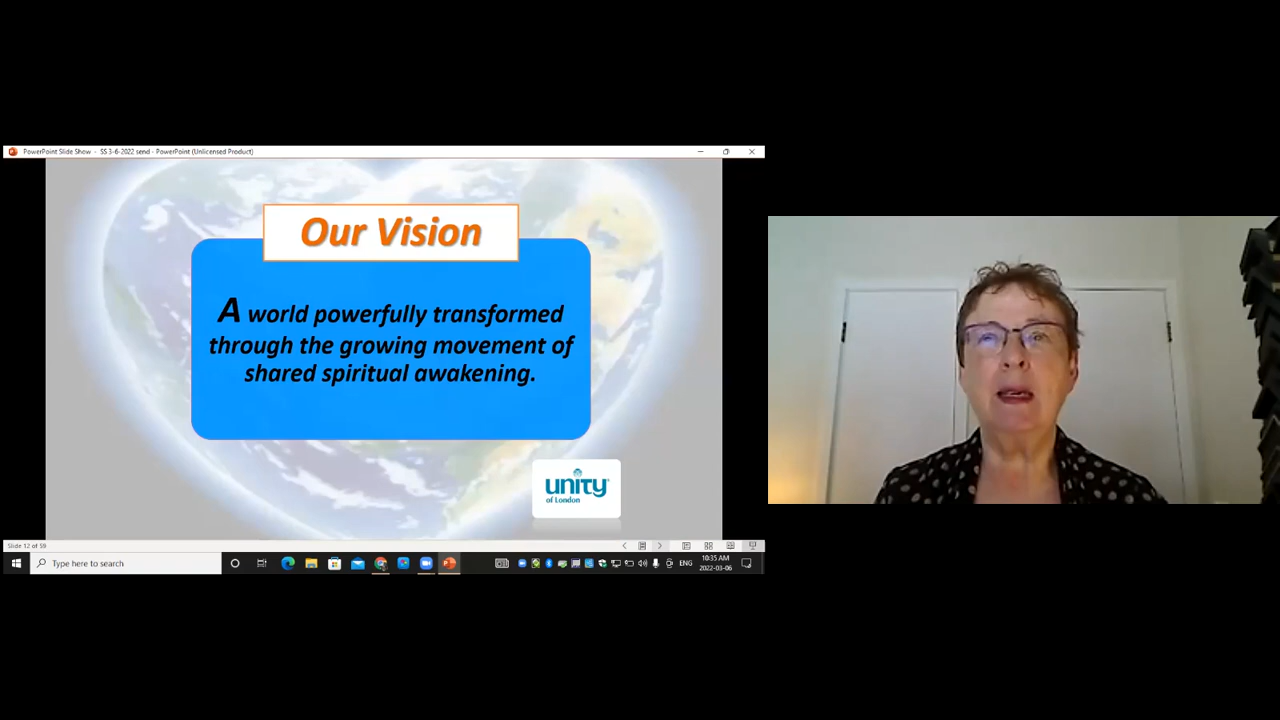 PowerPoint Slide Show - SS 3-6-2022 send - PowerPoint (Unlicensed Product)
Our Vision
A world powerfully transformed
through the growing movement of
shared spiritual awakening.
unity
of London
Slide 12 of 59
Type here to search
ENG
10:35 AM
2022-03-06